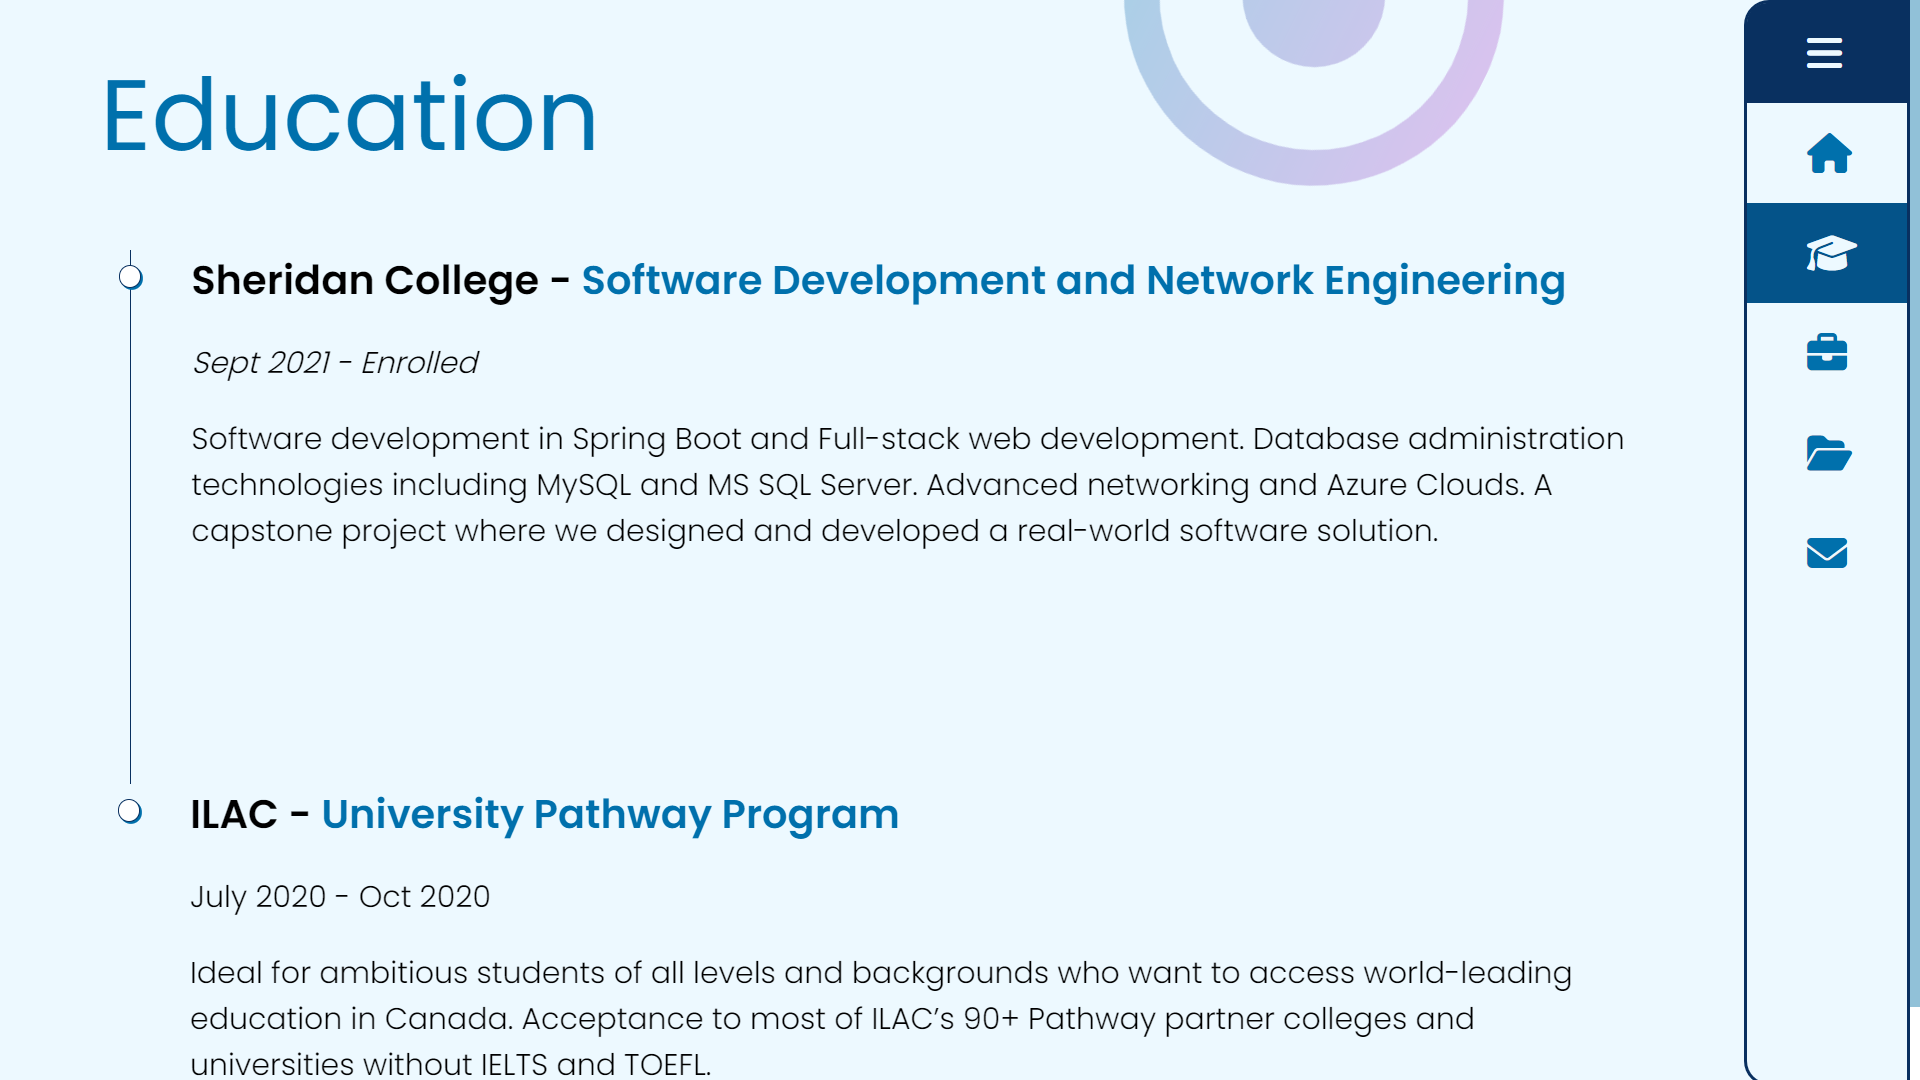 Education
Sheridan College - Software Development and Network Engineering
Sept 2021 - Enrolled
Software development in Spring Boot and Full-stack web development. Database administration
technologies including MySQL and MS SQL Server. Advanced networking and Azure Clouds. A
capstone project where we designed and developed a real-world software solution.
ILAC - University Pathway Program
July 2020 - Oct 2020
Ideal for ambitious students of all levels and backgrounds who want to access world-leading
education in Canada. Acceptance to most of ILAC’s 90+ Pathway partner colleges and
universities without IELTS and TOEFL.